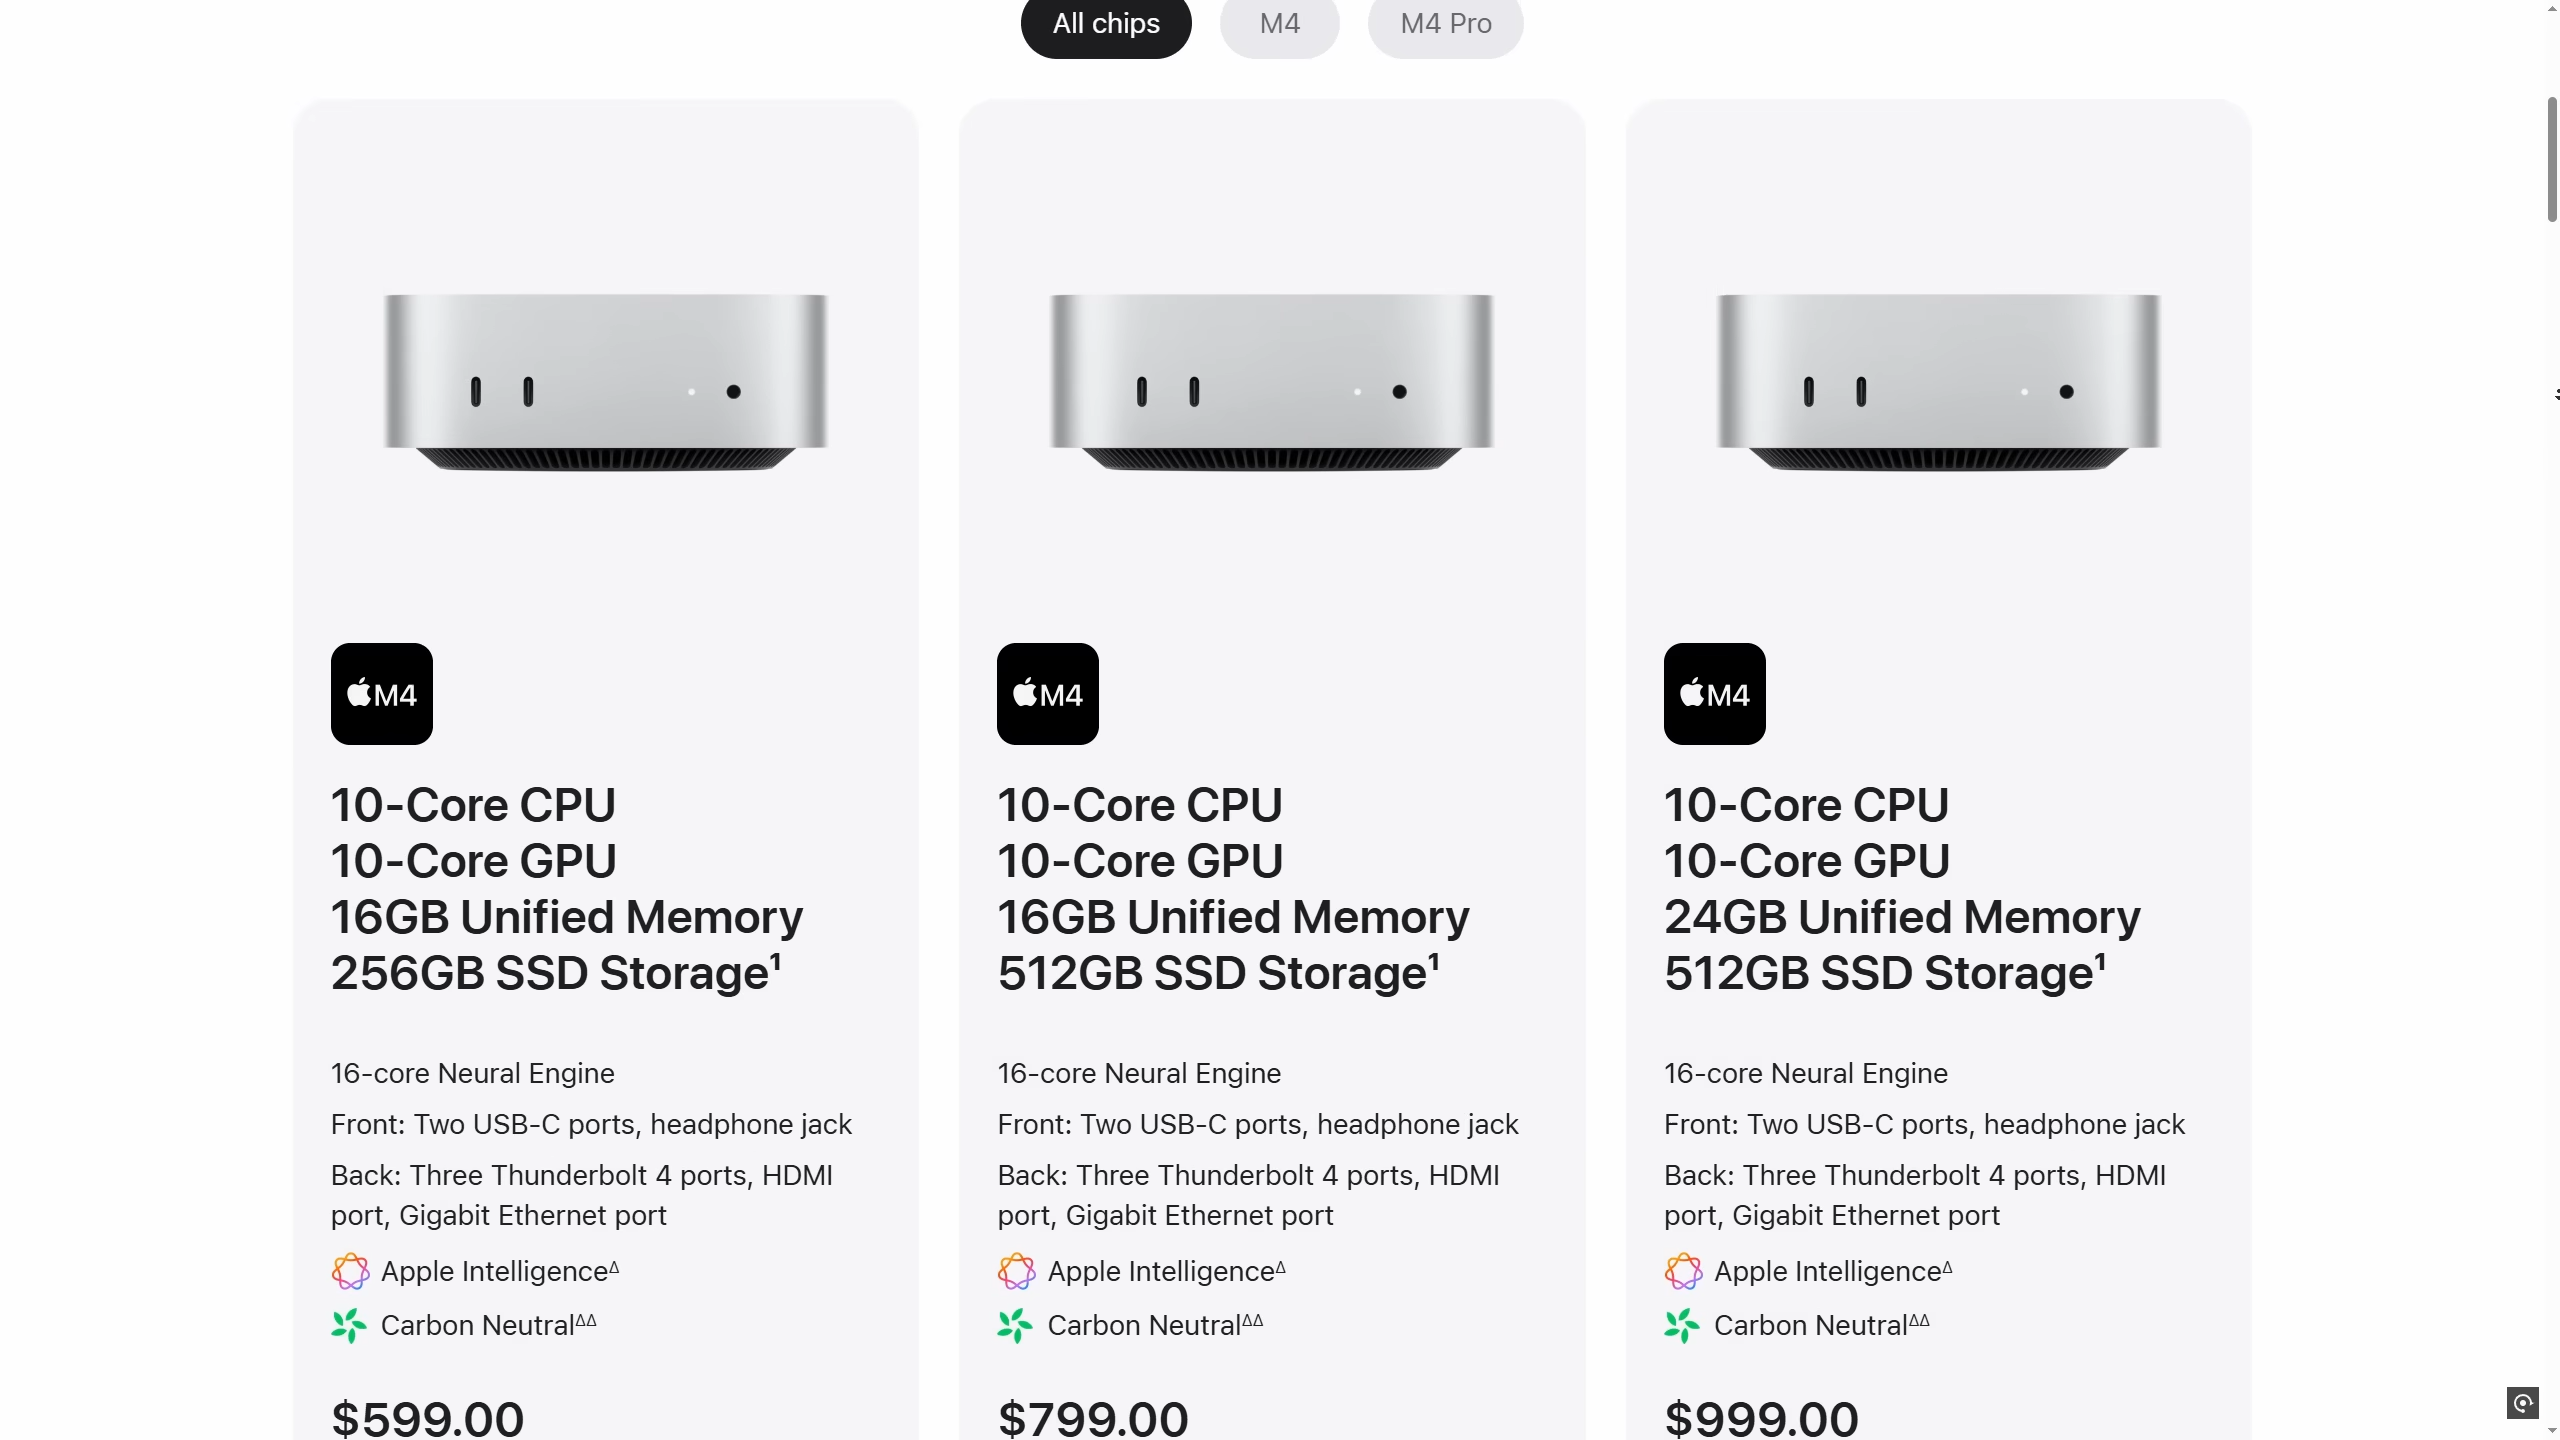 All chips
M4
M4 Pro
M4
10-Core CPU
10-Core GPU
16GB Unified Memory
256GB SSD Storage¹
16-core Neural Engine
Front: Two USB-C ports, headphone jack
Back: Three Thunderbolt 4 ports, HDMI
port, Gigabit Ethernet port
Apple Intelligence∆
Carbon Neutral∆∆
$599.00
M4
10-Core CPU
10-Core GPU
16GB Unified Memory
512GB SSD Storage¹
16-core Neural Engine
Front: Two USB-C ports, headphone jack
Back: Three Thunderbolt 4 ports, HDMI
port, Gigabit Ethernet port
Apple Intelligence∆
Carbon Neutral∆∆
$799.00
M4
10-Core CPU
10-Core GPU
24GB Unified Memory
512GB SSD Storage¹
16-core Neural Engine
Front: Two USB-C ports, headphone jack
Back: Three Thunderbolt 4 ports, HDMI
port, Gigabit Ethernet port
Apple Intelligence∆
Carbon Neutral∆∆
$999.00